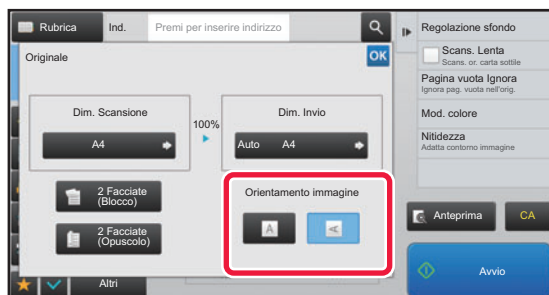 Rubrica
Ind.
Premi per inserire indirizzo
Originale
OK
Dim. Scansione
A4
100%
Dim. Invio
Auto A4
2 Facciate
(Blocco)
2 Facciate
(Opuscolo)
Orientamento immagine
A
A
Altri
Regolazione sfondo
Scans. Lenta
Scans. or. carta sottile
Pagina vuota Ignora
Ignora pag. vuota nell'orig.
Mod. colore
Nitidezza
Adatta contorno immagine
Anteprima
CA
Avvio